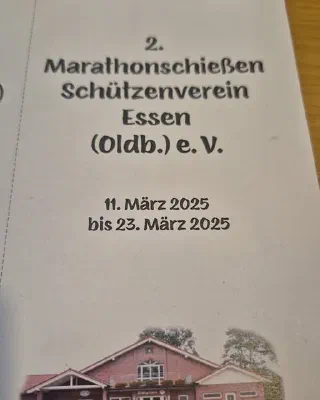 2.
Marathonschießen
Schützenverein
Essen
(Oldb.) e.V.
11. März 2025
bis 23. März 2025